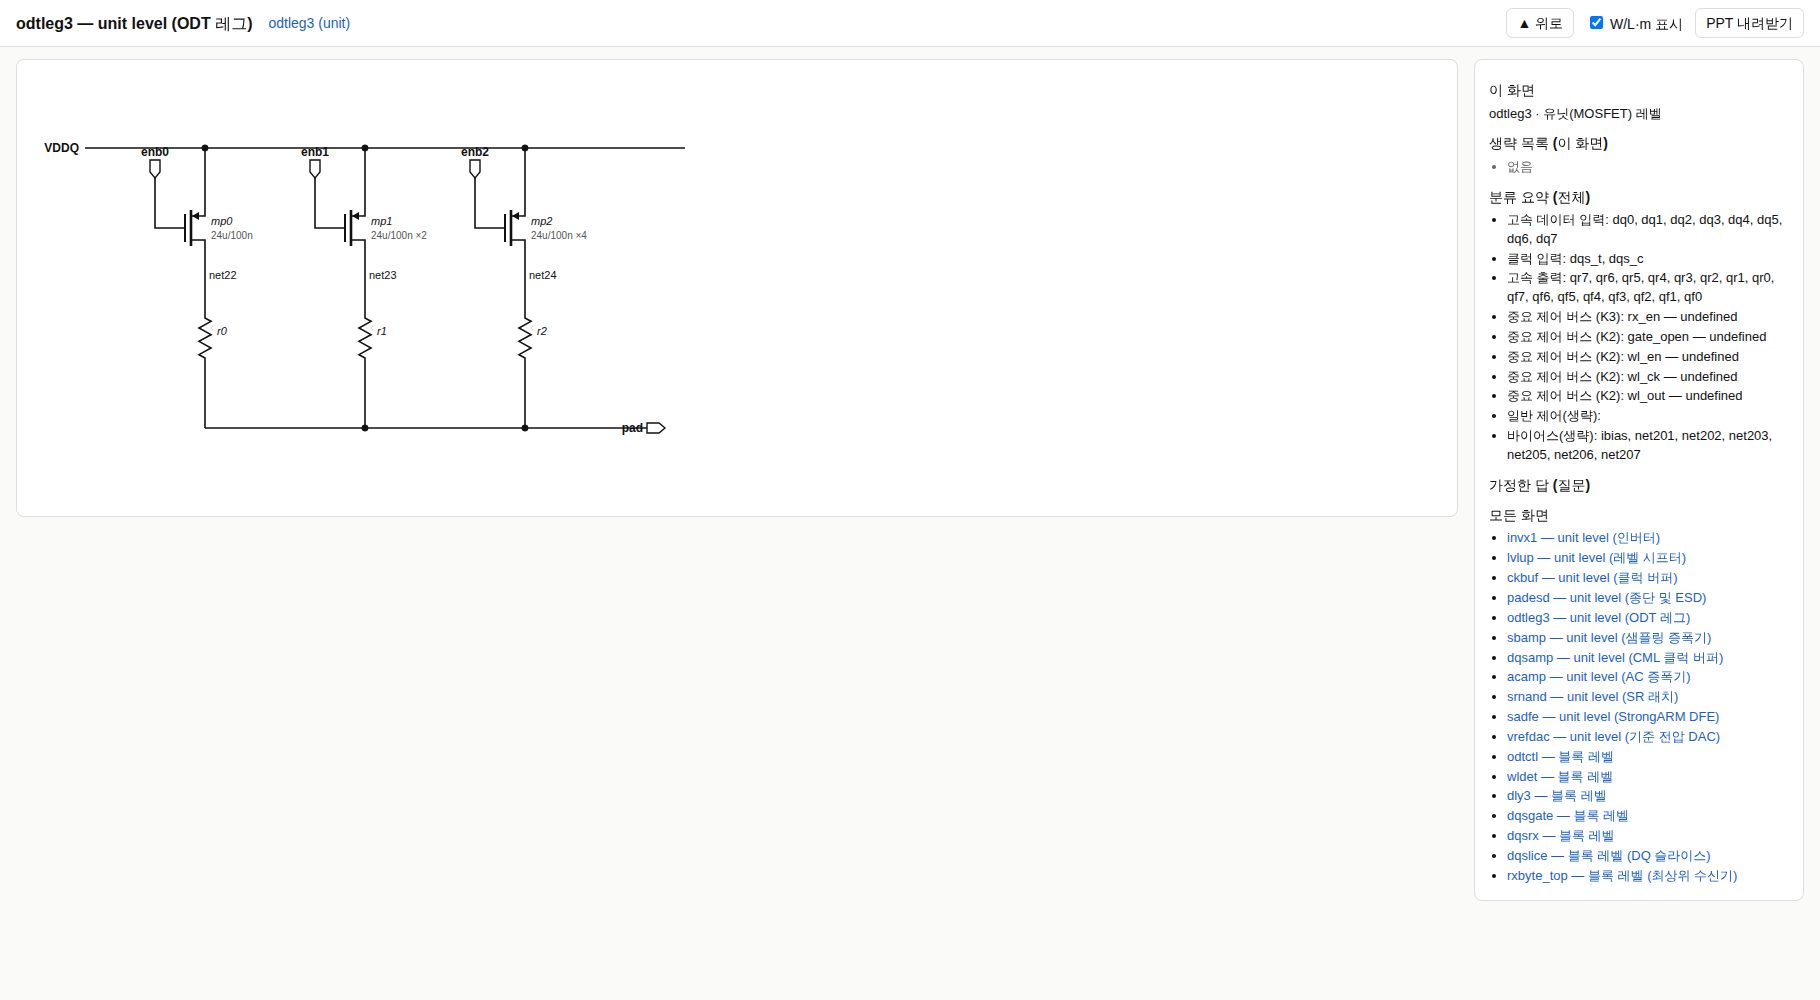 odtleg3 — unit level (ODT 레그) odtleg3 (unit) ▲ 위로 W/L·m 표시 PPT 내려받기
VDDQ enb0 enb1 enb2
mp0 mp1 mp2
24u/100n 24u/100n ×2 24u/100n ×4
net22 net23 net24
r0 r1 r2
pad
이 화면
odtleg3 · 유닛(MOSFET) 레벨
생략 목록 (이 화면)
없음
분류 요약 (전체)
고속 데이터 입력: dq0, dq1, dq2, dq3, dq4, dq5,
dq6, dq7
클럭 입력: dqs_t, dqs_c
고속 출력: qr7, qr6, qr5, qr4, qr3, qr2, qr1, qr0,
qf7, qf6, qf5, qf4, qf3, qf2, qf1, qf0
중요 제어 버스 (K3): rx_en — undefined
중요 제어 버스 (K2): gate_open — undefined
중요 제어 버스 (K2): wl_en — undefined
중요 제어 버스 (K2): wl_ck — undefined
중요 제어 버스 (K2): wl_out — undefined
일반 제어(생략):
바이어스(생략): ibias, net201, net202, net203,
net205, net206, net207
가정한 답 (질문)
모든 화면
invx1 — unit level (인버터)
lvlup — unit level (레벨 시프터)
ckbuf — unit level (클럭 버퍼)
padesd — unit level (종단 및 ESD)
odtleg3 — unit level (ODT 레그)
sbamp — unit level (샘플링 증폭기)
dqsamp — unit level (CML 클럭 버퍼)
acamp — unit level (AC 증폭기)
srnand — unit level (SR 래치)
sadfe — unit level (StrongARM DFE)
vrefdac — unit level (기준 전압 DAC)
odtctl — 블록 레벨
wldet — 블록 레벨
dly3 — 블록 레벨
dqsgate — 블록 레벨
dqsrx — 블록 레벨
dqslice — 블록 레벨 (DQ 슬라이스)
rxbyte_top — 블록 레벨 (최상위 수신기)